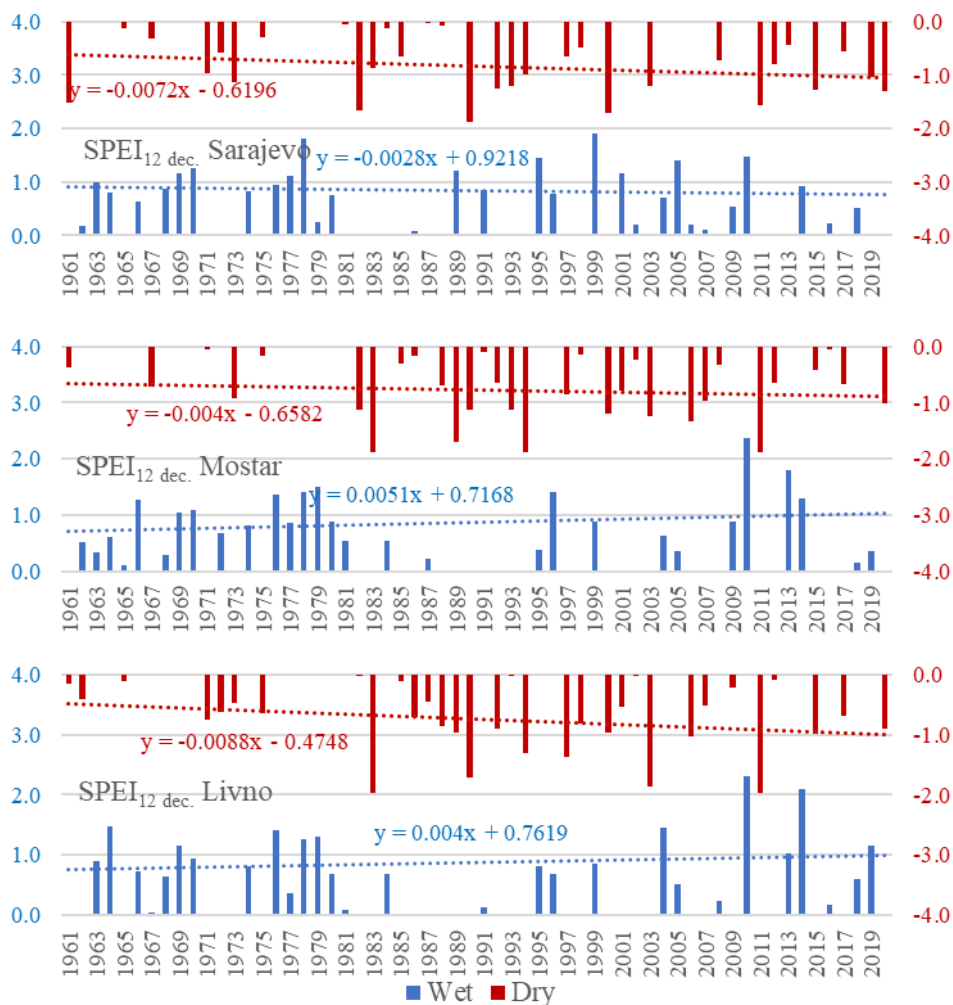 4.0 0.0
3.0 -1.0
y = -0.0072x - 0.6196
2.0 -2.0
SPEI12 dec. Sarajevo
y = -0.0028x + 0.9218
1.0 -3.0
0.0 -4.0
1961 1963 1965 1967 1969 1971 1973 1975 1977 1979 1981 1983 1985 1987 1989 1991 1993 1995 1997 1999 2001 2003 2005 2007 2009 2011 2013 2015 2017 2019
4.0 0.0
3.0 -1.0
y = -0.004x - 0.6582
2.0 -2.0
SPEI12 dec. Mostar
y = 0.0051x + 0.7168
1.0 -3.0
0.0 -4.0
1961 1963 1965 1967 1969 1971 1973 1975 1977 1979 1981 1983 1985 1987 1989 1991 1993 1995 1997 1999 2001 2003 2005 2007 2009 2011 2013 2015 2017 2019
4.0 0.0
3.0 -1.0
y = -0.0088x - 0.4748
2.0 -2.0
SPEI12 dec. Livno
y = 0.004x + 0.7619
1.0 -3.0
0.0 -4.0
1961 1963 1965 1967 1969 1971 1973 1975 1977 1979 1981 1983 1985 1987 1989 1991 1993 1995 1997 1999 2001 2003 2005 2007 2009 2011 2013 2015 2017 2019
Wet Dry